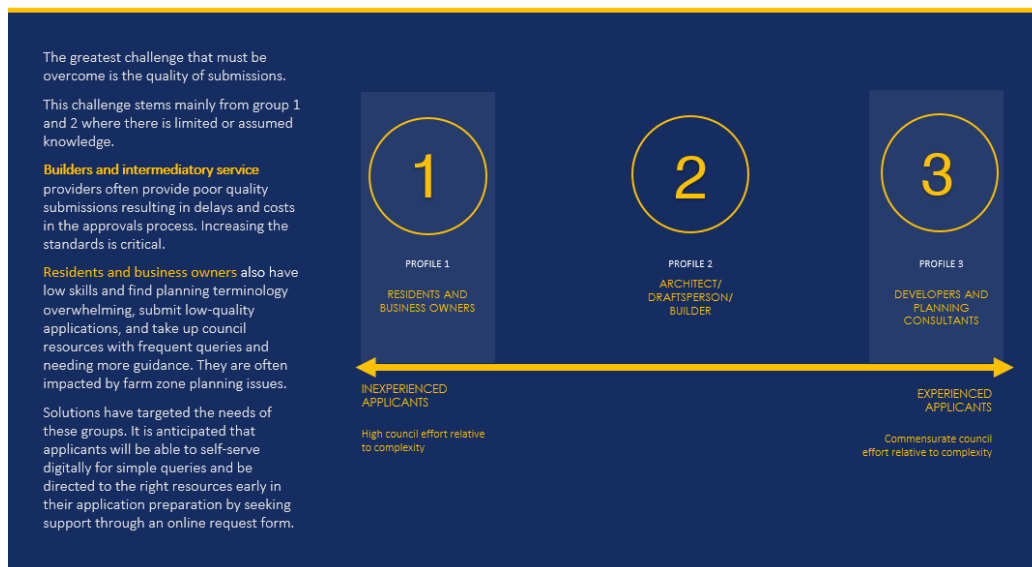 The greatest challenge that must be
overcome is the quality of submissions.
This challenge stems mainly from group 1
and 2 where there is limited or assumed
knowledge.
Builders and intermediatory service
providers often provide poor quality
submissions resulting in delays and costs
in the approvals process. Increasing the
standards is critical.
Residents and business owners also have
low skills and find planning terminology
overwhelming, submit low-quality
applications, and take up council
resources with frequent queries and
needing more guidance. They are often
impacted by farm zone planning issues.
Solutions have targeted the needs of
these groups. It is anticipated that
applicants will be able to self-serve
digitally for simple queries and be
directed to the right resources early in
their application preparation by seeking
support through an online request form.
1
PROFILE 1
RESIDENTS AND
BUSINESS OWNERS
2
PROFILE 2
ARCHITECT/
DRAFTSPERSON/
BUILDER
3
PROFILE 3
DEVELOPERS AND
PLANNING
CONSULTANTS
INEXPERIENCED
APPLICANTS
High council effort relative
to complexity
EXPERIENCED
APPLICANTS
Commensurate council
effort relative to complexity